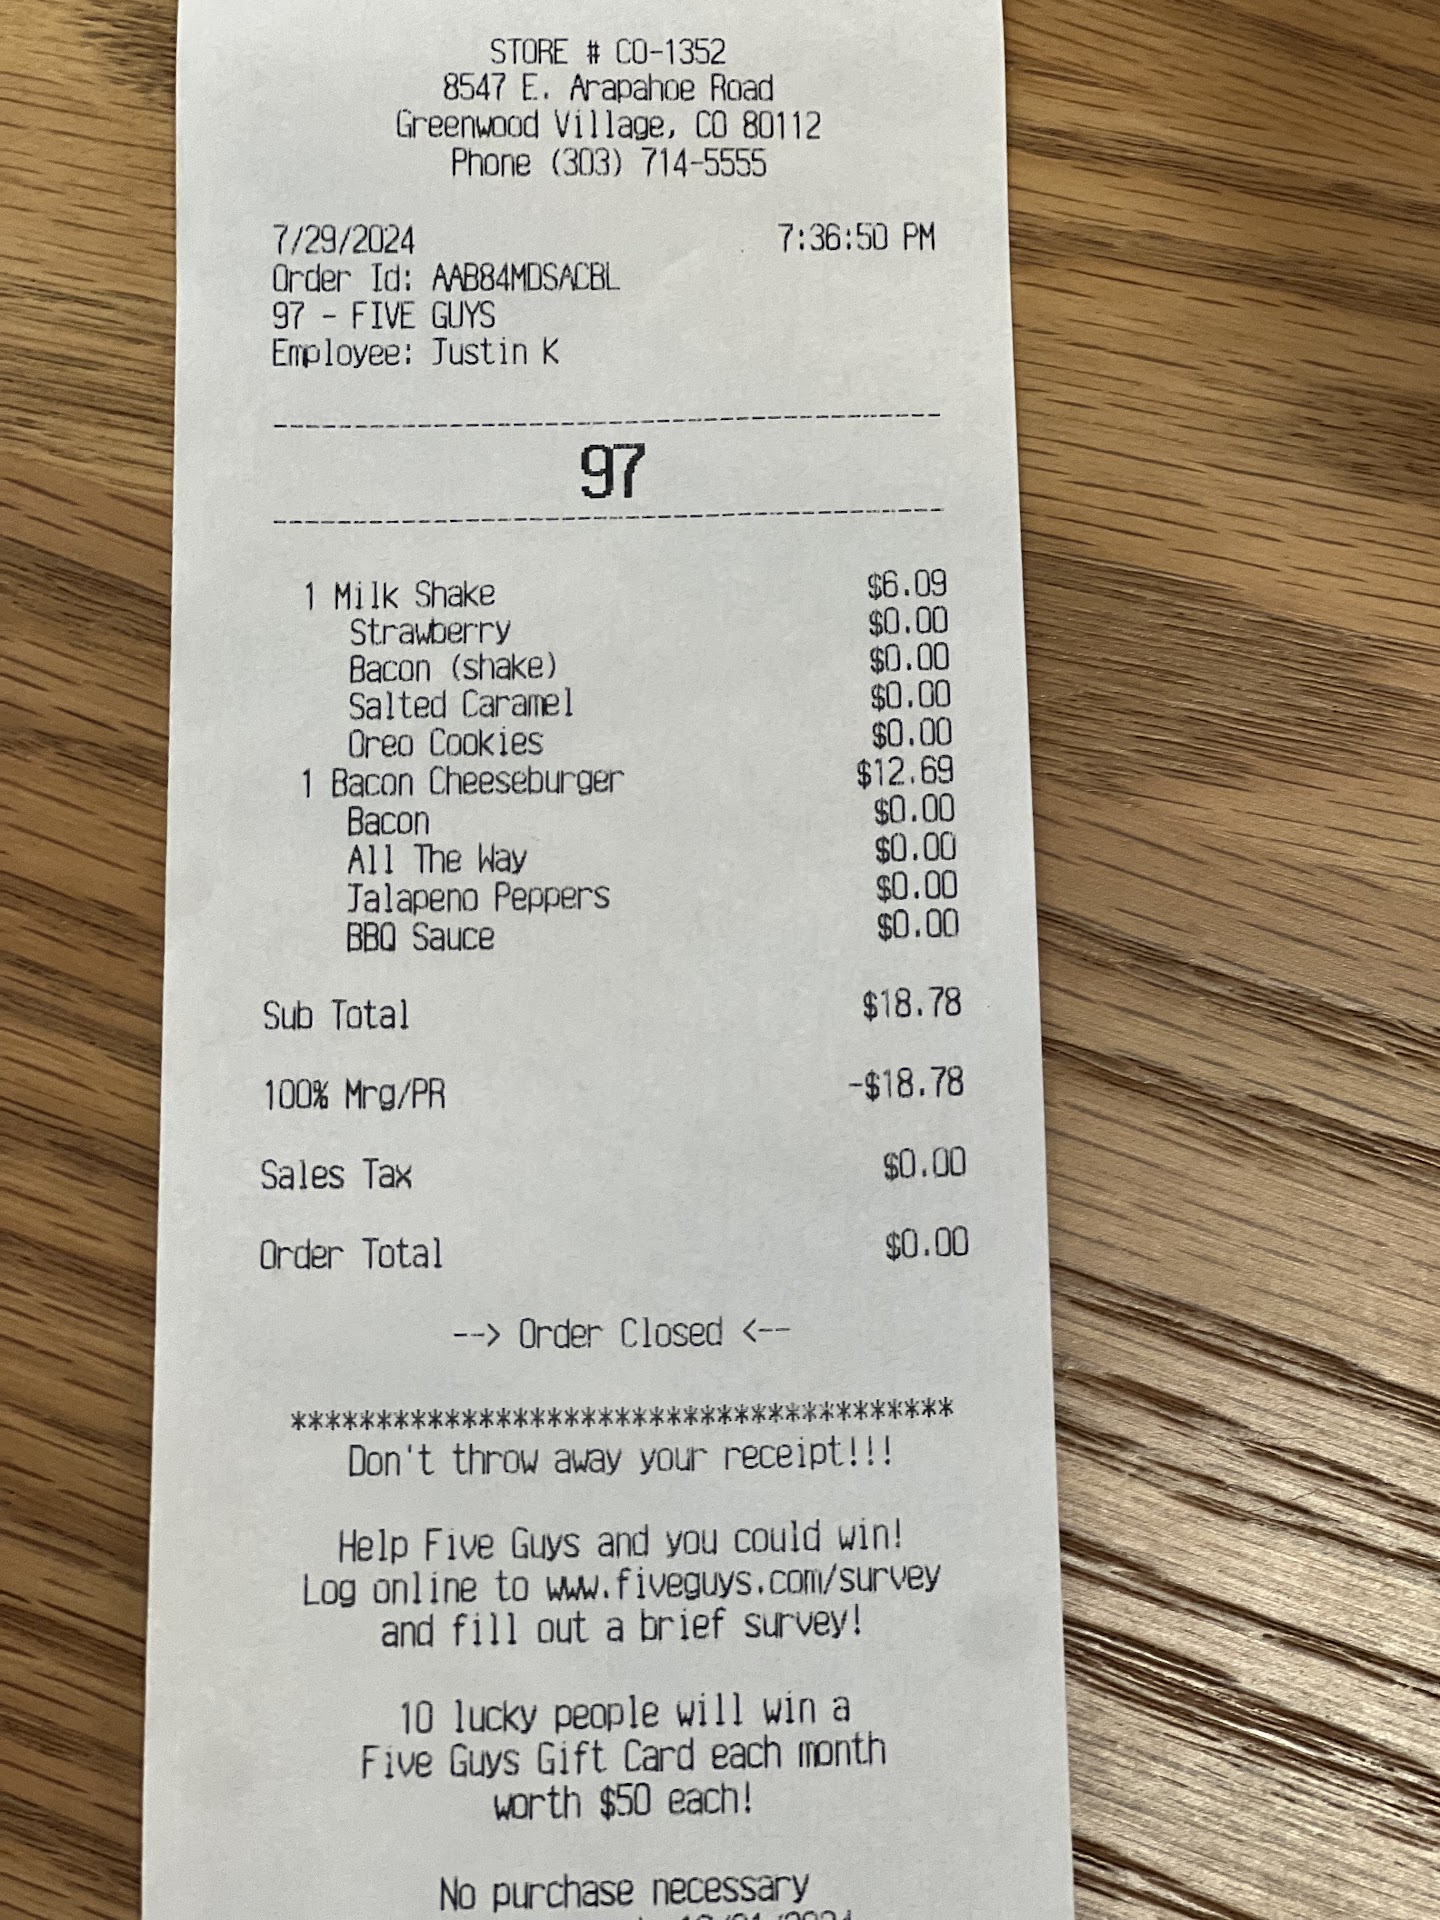 STORE # CO-1352
8547 E. Arapahoe Road
Greenwood Village, CO 80112
Phone (303) 714-5555
7/29/2024 7:36:50 PM
Order Id: AAB84MDSACBL
97 - FIVE GUYS
Employee: Justin K
97
1 Milk Shake $6.09
Strawberry $0.00
Bacon (shake) $0.00
Salted Caramel $0.00
Oreo Cookies $0.00
1 Bacon Cheeseburger $12.69
Bacon $0.00
All The Way $0.00
Jalapeno Peppers $0.00
BBQ Sauce $0.00
Sub Total $18.78
100% Mrg/PR -$18.78
Sales Tax $0.00
Order Total $0.00
--> Order Closed <--
***************************************
Don't throw away your receipt!!!
Help Five Guys and you could win!
Log online to www.fiveguys.com/survey
and fill out a brief survey!
10 lucky people will win a
Five Guys Gift Card each month
worth $50 each!
No purchase necessary